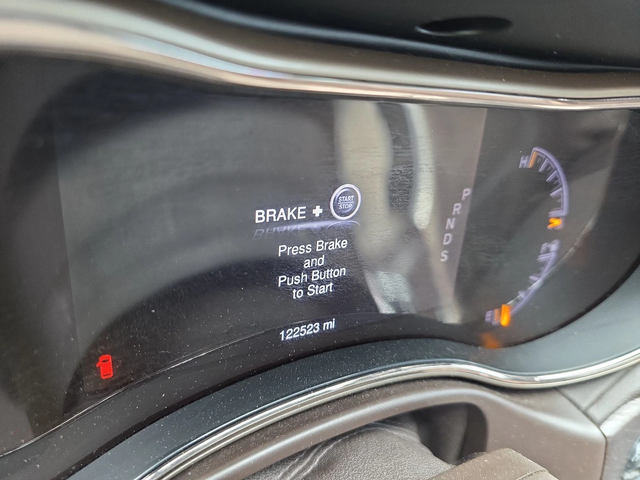 BRAKE + START
STOP
Press Brake
and
Push Button
to Start
122523 mi
P
R
N
D
S
H
E